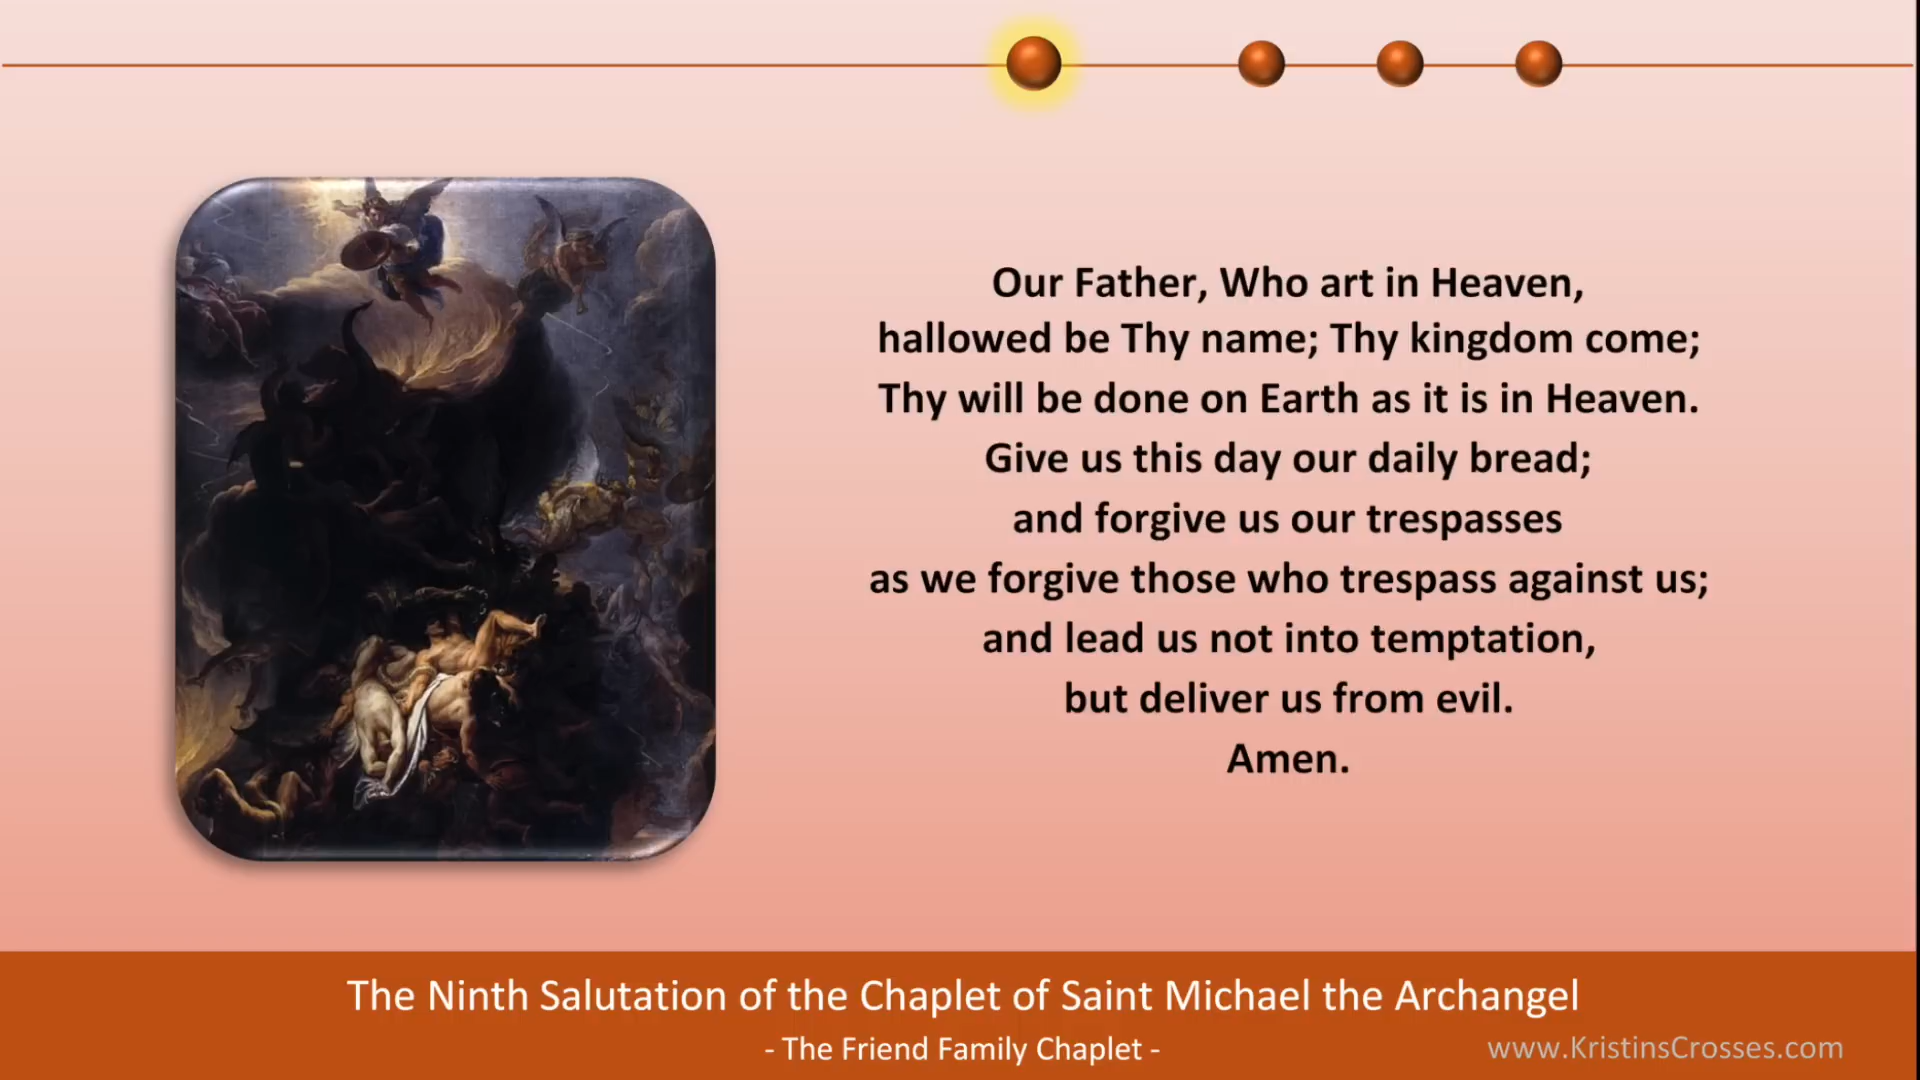 Our Father, Who art in Heaven,
hallowed be Thy name; Thy kingdom come;
Thy will be done on Earth as it is in Heaven.
Give us this day our daily bread;
and forgive us our trespasses
as we forgive those who trespass against us;
and lead us not into temptation,
but deliver us from evil.
Amen.
The Ninth Salutation of the Chaplet of Saint Michael the Archangel
- The Friend Family Chaplet -
www.KristinsCrosses.com